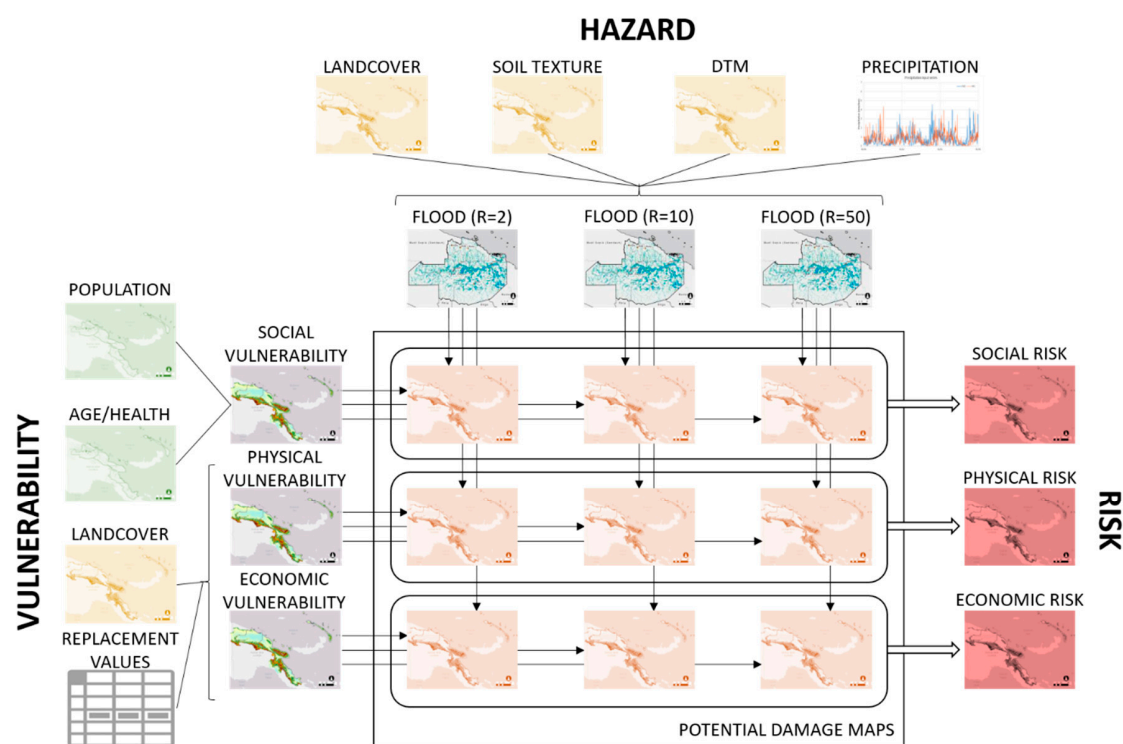 HAZARD
LANDCOVER
SOIL TEXTURE
DTM
PRECIPITATION
FLOOD (R=2)
FLOOD (R=10)
FLOOD (R=50)
POPULATION
SOCIAL
VULNERABILITY
SOCIAL RISK
AGE/HEALTH
PHYSICAL
VULNERABILITY
PHYSICAL RISK
VULNERABILITY
RISK
LANDCOVER
ECONOMIC
VULNERABILITY
ECONOMIC RISK
REPLACEMENT
VALUES
POTENTIAL DAMAGE MAPS